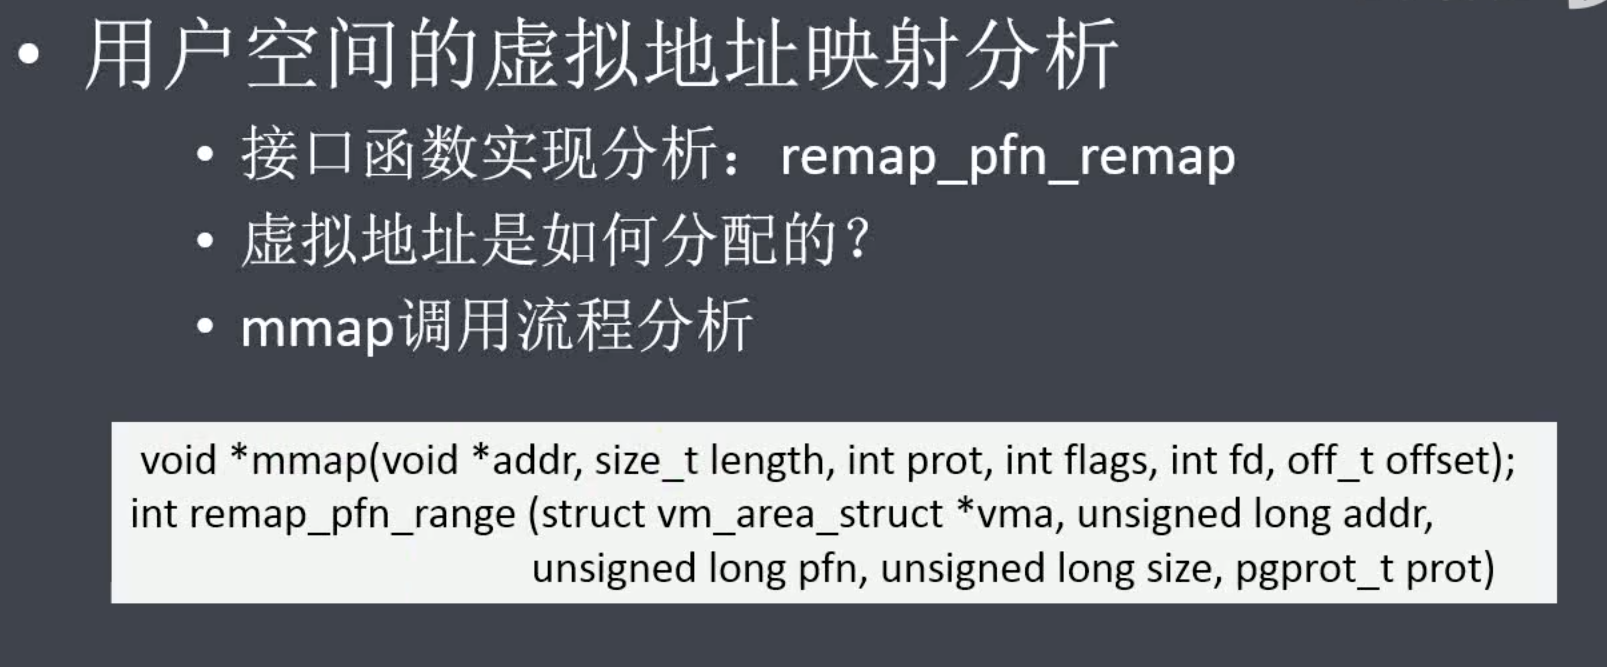 • 用户空间的虚拟地址映射分析
• 接口函数实现分析：remap_pfn_remap
• 虚拟地址是如何分配的？
• mmap调用流程分析
void *mmap(void *addr, size_t length, int prot, int flags, int fd, off_t offset);
int remap_pfn_range (struct vm_area_struct *vma, unsigned long addr,
unsigned long pfn, unsigned long size, pgprot_t prot)